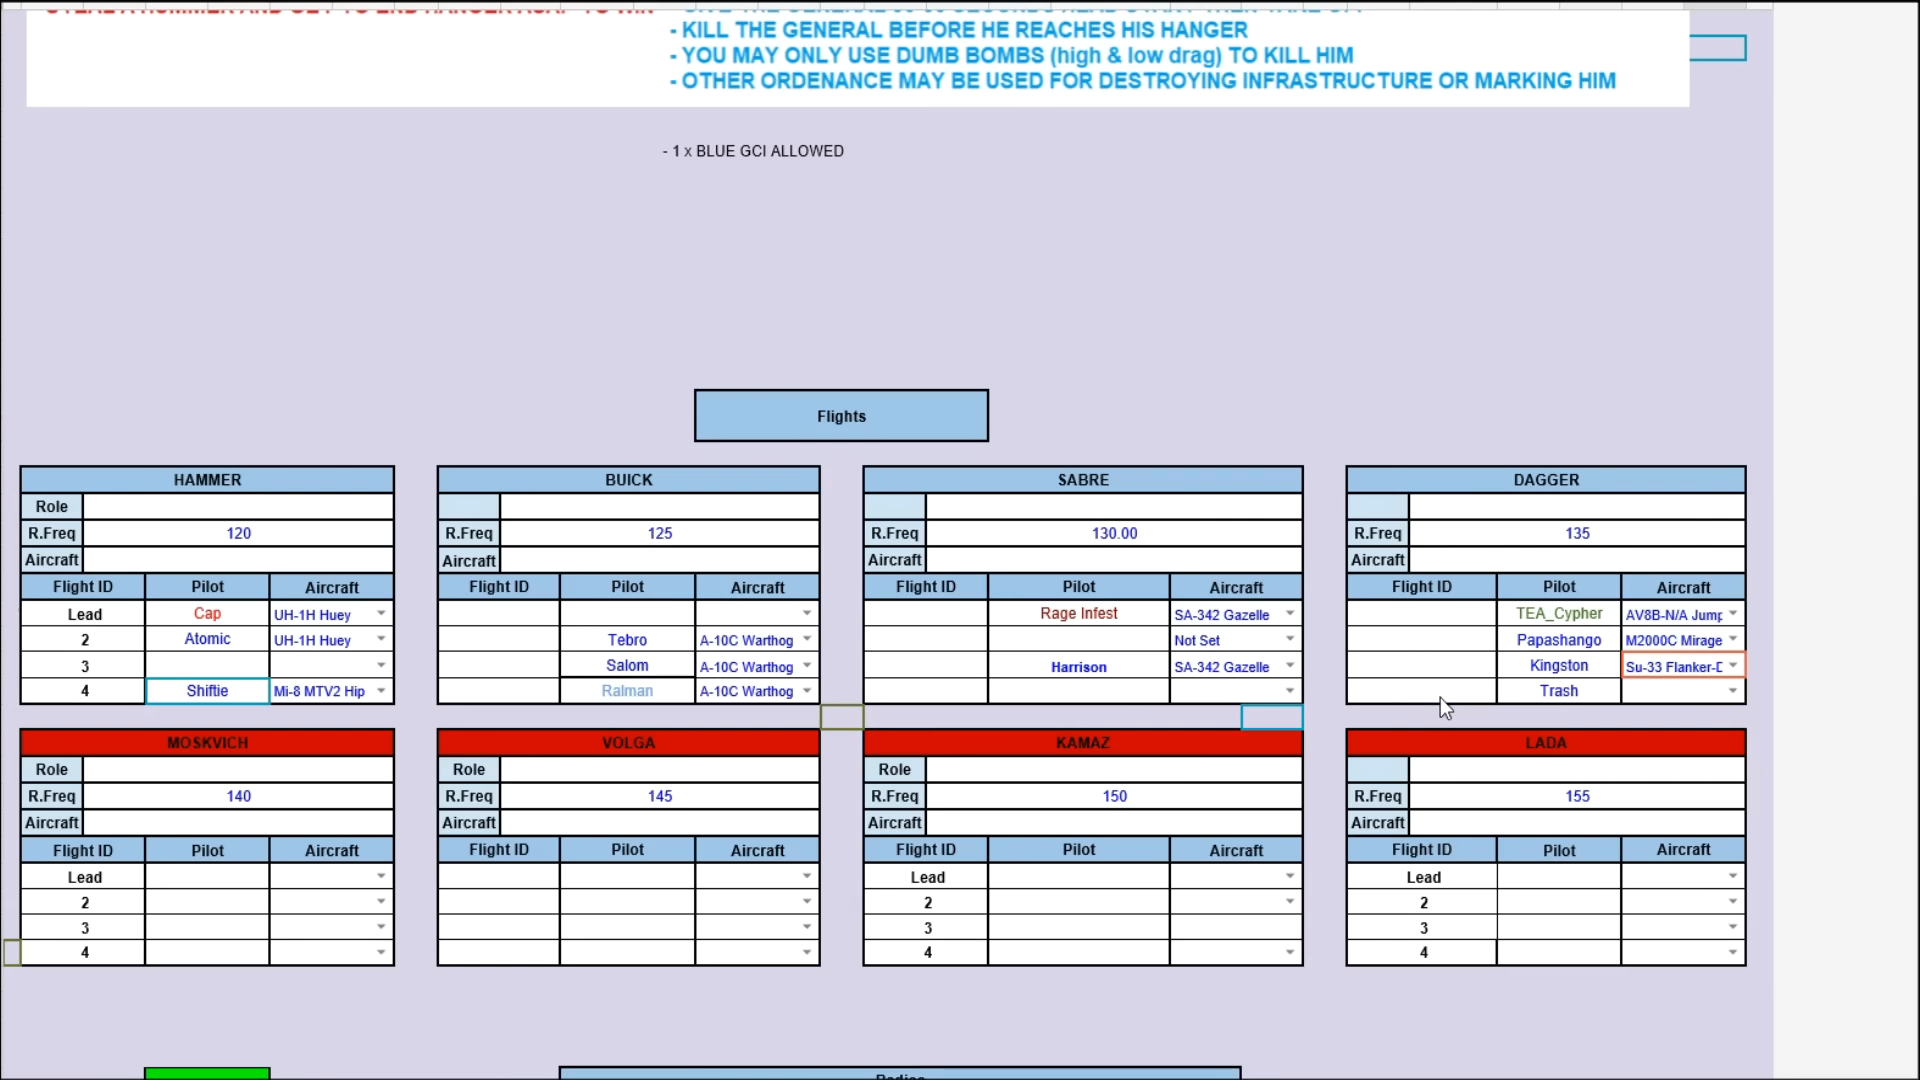 - KILL THE GENERAL BEFORE HE REACHES HIS HANGER
- YOU MAY ONLY USE DUMB BOMBS (high & low drag) TO KILL HIM
- OTHER ORDENANCE MAY BE USED FOR DESTROYING INFRASTRUCTURE OR MARKING HIM
- 1 x BLUE GCI ALLOWED
Flights
HAMMER
Role
R.Freq 120
Aircraft
Flight ID Pilot Aircraft
Lead Cap UH-1H Huey
2 Atomic UH-1H Huey
3
4 Shiftie Mi-8 MTV2 Hip
BUICK
R.Freq 125
Aircraft
Flight ID Pilot Aircraft
Tebro A-10C Warthog
Salom A-10C Warthog
Ralman A-10C Warthog
SABRE
R.Freq 130.00
Aircraft
Flight ID Pilot Aircraft
Rage Infest SA-342 Gazelle
Not Set
Harrison SA-342 Gazelle
DAGGER
R.Freq 135
Aircraft
Flight ID Pilot Aircraft
TEA_Cypher AV8B-N/A Jump
Papashango M2000C Mirage
Kingston Su-33 Flanker-D
Trash
MOSKVICH
Role
R.Freq 140
Aircraft
Flight ID Pilot Aircraft
Lead
2
3
4
VOLGA
Role
R.Freq 145
Aircraft
Flight ID Pilot Aircraft
KAMAZ
Role
R.Freq 150
Aircraft
Flight ID Pilot Aircraft
Lead
2
3
4
LADA
R.Freq 155
Aircraft
Flight ID Pilot Aircraft
Lead
2
3
4